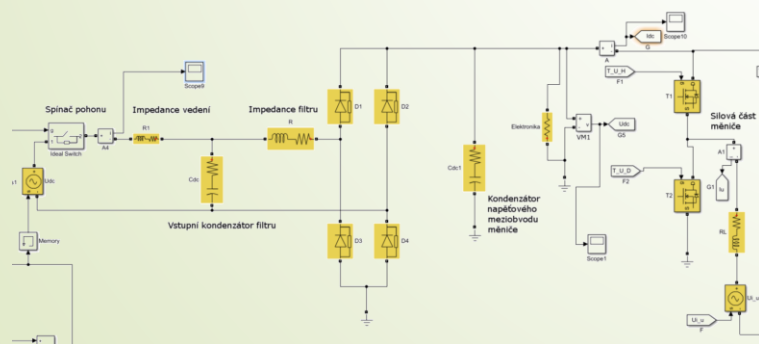 Idc
G
Scope10
A
T_U_H
F1
Scope9
D1
D2
T1
Spínač pohonu
Impedance vedení
Impedance filtru
Silová část
měniče
R1
R
Ideal Switch
A4
Elektronika
VM1
Udc
G5
A1
Udc
Cdc
Cdc1
T_U_D
F2
G1
Iu
T2
Kondenzátor
napěťového
meziobvodu
měniče
Vstupní kondenzátor filtru
Memory
D3
D4
RL
Scope1
Ui_u
F